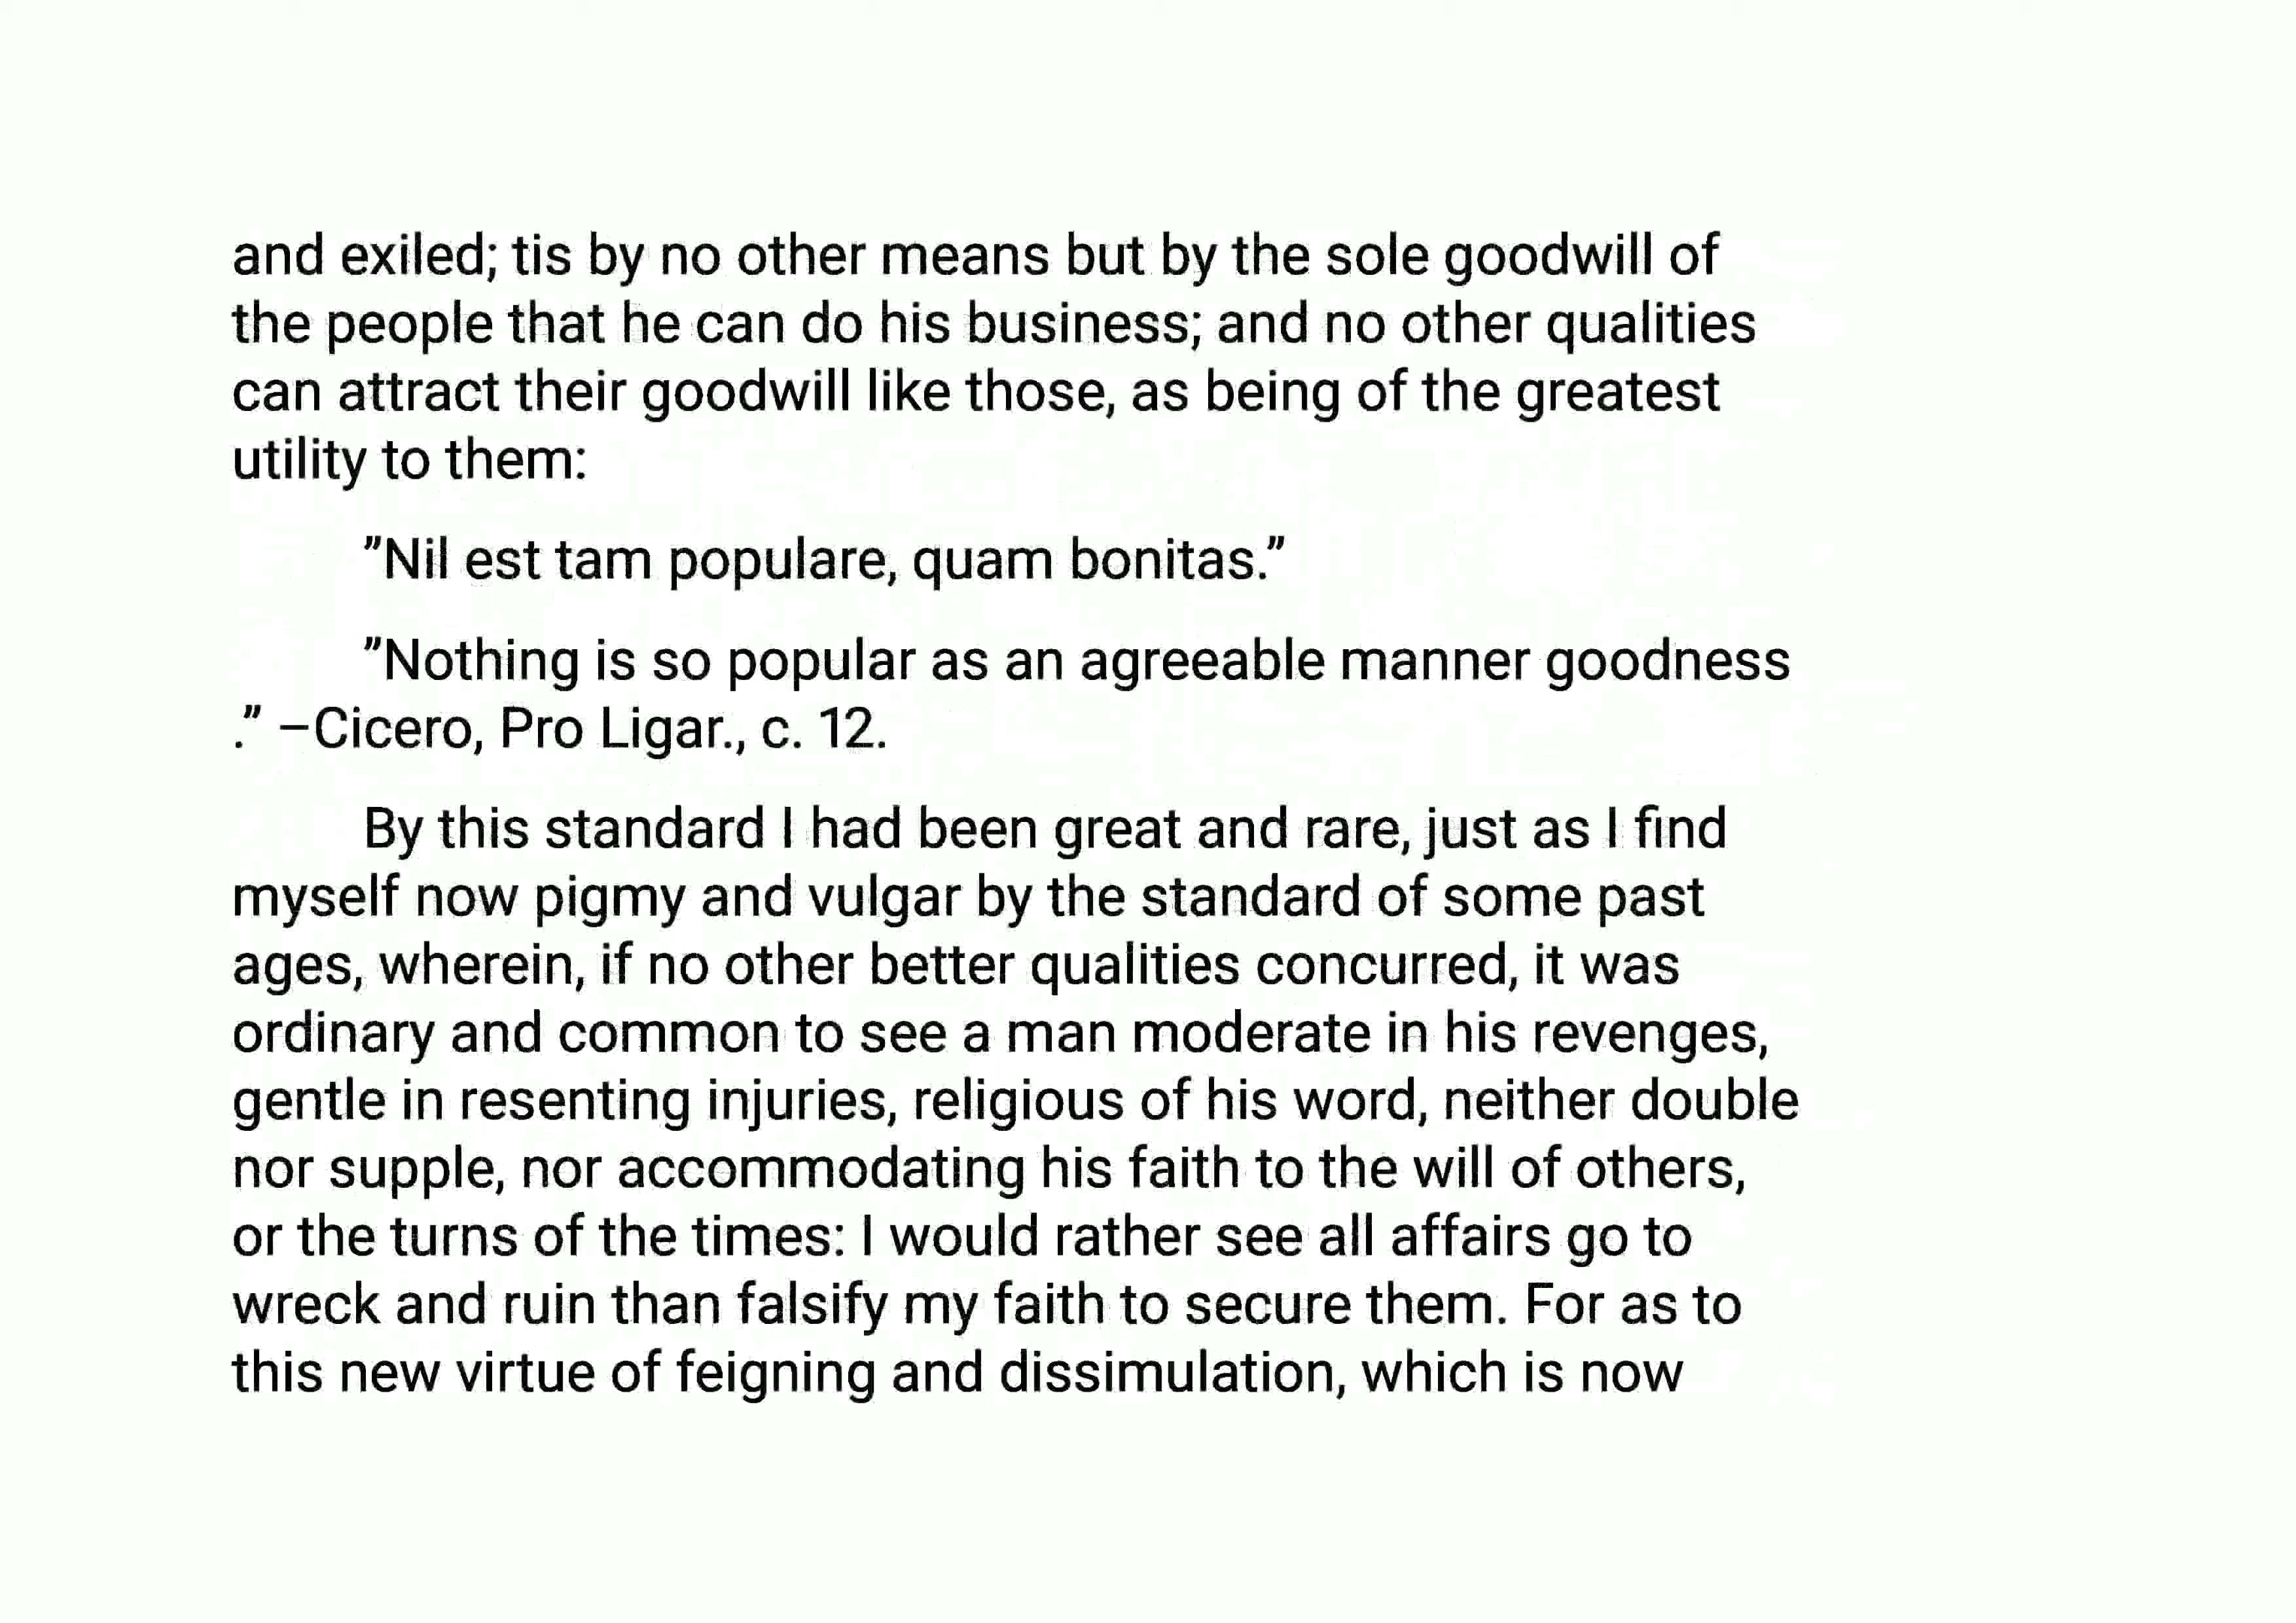 and exiled; tis by no other means but by the sole goodwill of
the people that he can do his business; and no other qualities
can attract their goodwill like those, as being of the greatest
utility to them:
”Nil est tam populare, quam bonitas.”
”Nothing is so popular as an agreeable manner goodness
.” –Cicero, Pro Ligar., c. 12.
By this standard I had been great and rare, just as I find
myself now pigmy and vulgar by the standard of some past
ages, wherein, if no other better qualities concurred, it was
ordinary and common to see a man moderate in his revenges,
gentle in resenting injuries, religious of his word, neither double
nor supple, nor accommodating his faith to the will of others,
or the turns of the times: I would rather see all affairs go to
wreck and ruin than falsify my faith to secure them. For as to
this new virtue of feigning and dissimulation, which is now